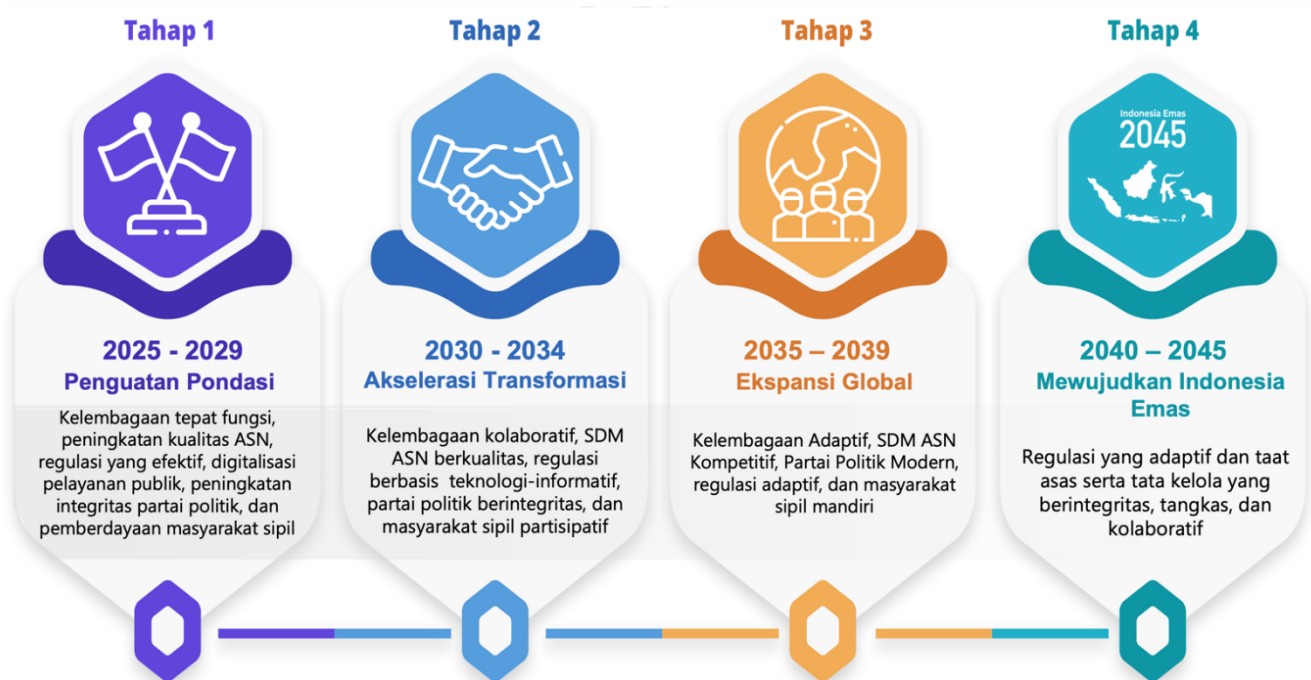 Tahap 1
Tahap 2
Tahap 3
Tahap 4
Indonesia Emas
2045
2025 - 2029
Penguatan Pondasi
Kelembagaan tepat fungsi,
peningkatan kualitas ASN,
regulasi yang efektif, digitalisasi
pelayanan publik, peningkatan
integritas partai politik, dan
pemberdayaan masyarakat sipil
2030 - 2034
Akselerasi Transformasi
Kelembagaan kolaboratif, SDM
ASN berkualitas, regulasi
berbasis teknologi-informatif,
partai politik berintegritas, dan
masyarakat sipil partisipatif
2035 – 2039
Ekspansi Global
Kelembagaan Adaptif, SDM ASN
Kompetitif, Partai Politik Modern,
regulasi adaptif, dan masyarakat
sipil mandiri
2040 – 2045
Mewujudkan Indonesia
Emas
Regulasi yang adaptif dan taat
asas serta tata kelola yang
berintegritas, tangkas, dan
kolaboratif